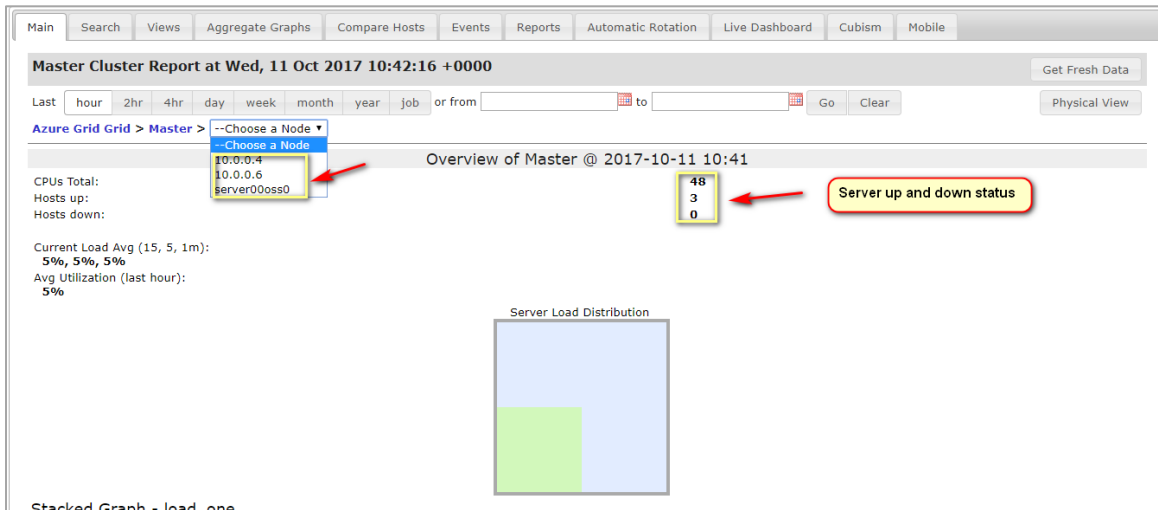 Main Search Views Aggregate Graphs Compare Hosts Events Reports Automatic Rotation Live Dashboard Cubism Mobile
Master Cluster Report at Wed, 11 Oct 2017 10:42:16 +0000
Get Fresh Data
Last hour 2hr 4hr day week month year job or from to Go Clear Physical View
Azure Grid Grid > Master > --Choose a Node
--Choose a Node
10.0.0.4
10.0.0.6
server00oss0
Overview of Master @ 2017-10-11 10:41
CPUs Total: 48
Hosts up: 3
Hosts down: 0
Server up and down status
Current Load Avg (15, 5, 1m):
5%, 5%, 5%
Avg Utilization (last hour):
5%
Server Load Distribution
Stacked Graph - load_one